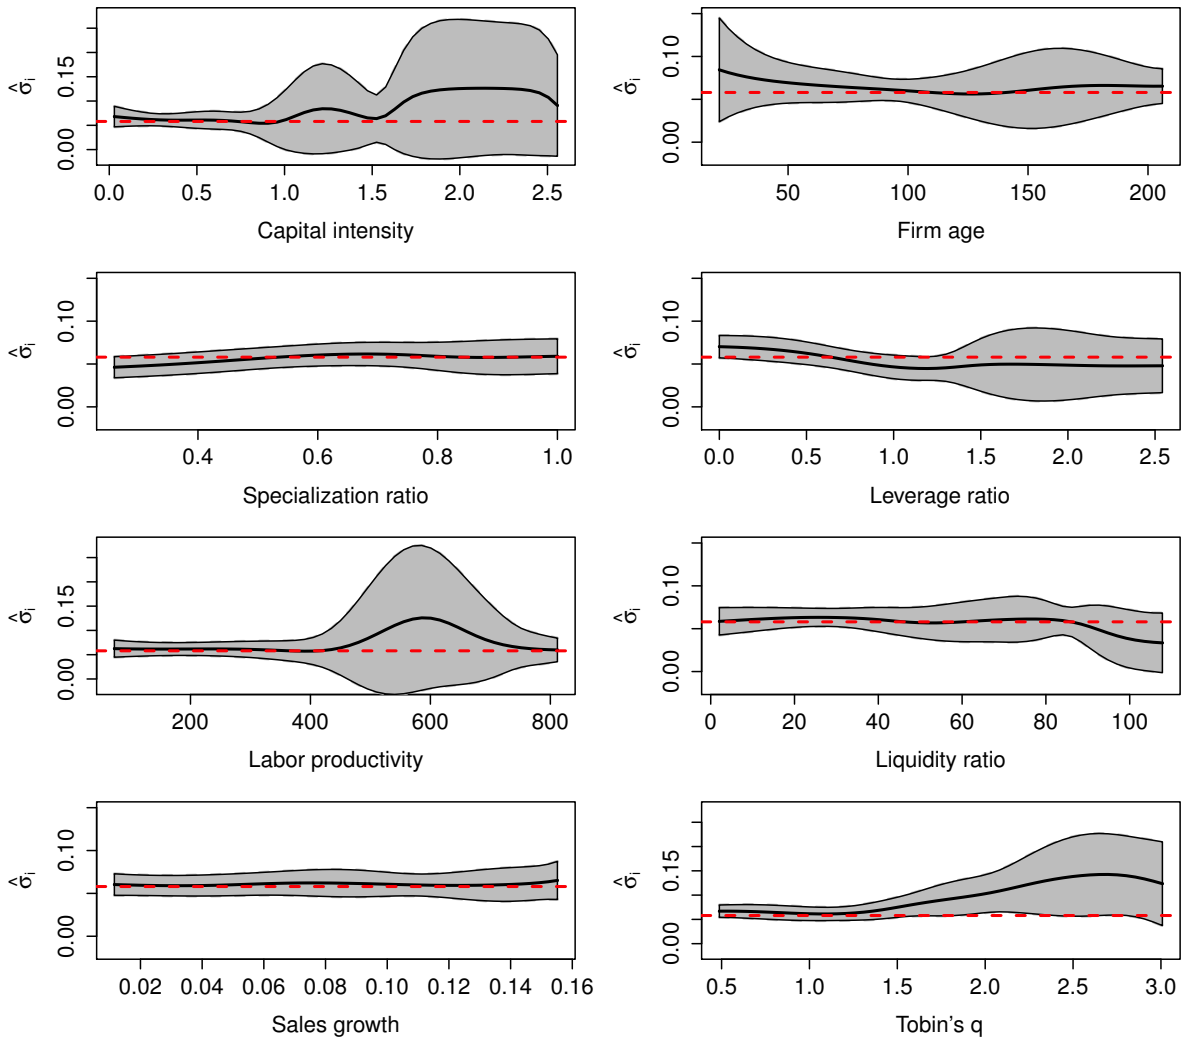 σ̂i
0.00 0.15
0.0 0.5 1.0 1.5 2.0 2.5
Capital intensity
σ̂i
0.00 0.10
50 100 150 200
Firm age
σ̂i
0.00 0.10
0.4 0.6 0.8 1.0
Specialization ratio
σ̂i
0.00 0.10
0.0 0.5 1.0 1.5 2.0 2.5
Leverage ratio
σ̂i
0.00 0.15
200 400 600 800
Labor productivity
σ̂i
0.00 0.10
0 20 40 60 80 100
Liquidity ratio
σ̂i
0.00 0.10
0.02 0.04 0.06 0.08 0.10 0.12 0.14 0.16
Sales growth
σ̂i
0.00 0.15
0.5 1.0 1.5 2.0 2.5 3.0
Tobin's q